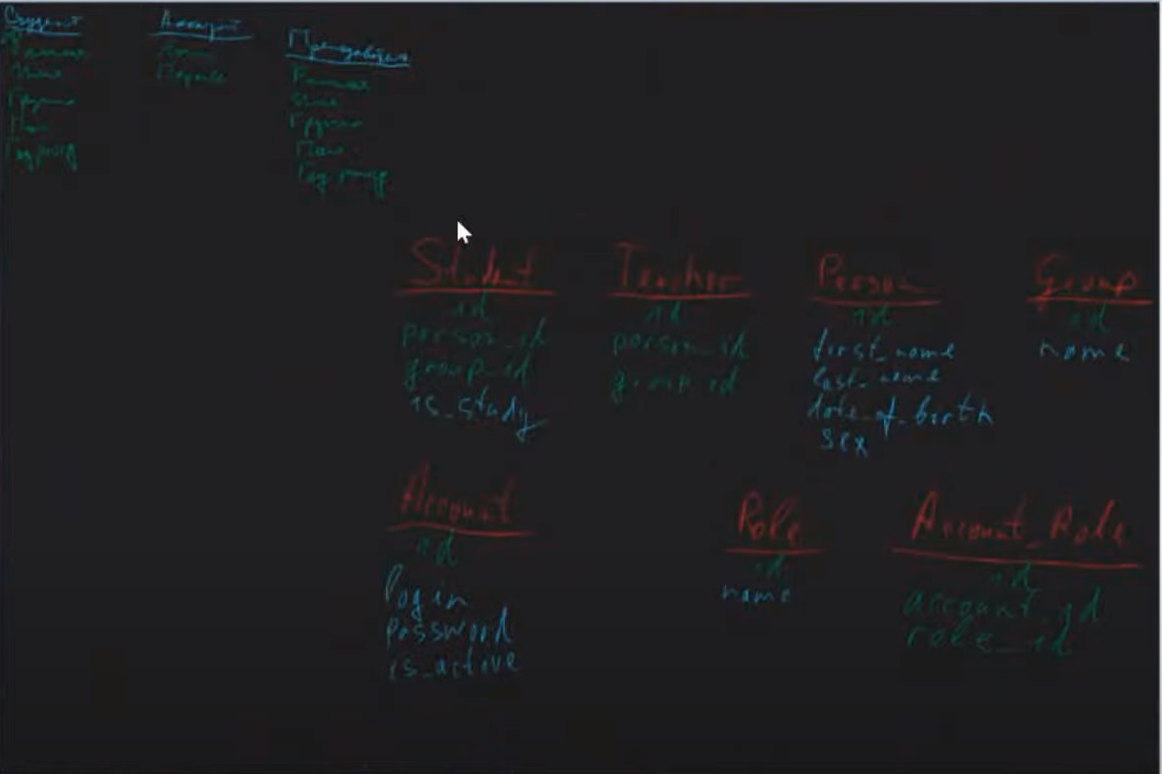 Студент
Фамилия
Имя
Группа
Пол
Год рожд
Аккаунт
Логин
Пароль
Преподаватель
Фамилия
Имя
Группа
Пол
Год рожд
Student
id
person_id
group_id
is_study
Teacher
id
person_id
group_id
Person
id
first_name
last_name
date_of_birth
sex
Group
id
name
Account
id
login
password
is_active
Role
id
name
Account_Role
id
account_id
role_id